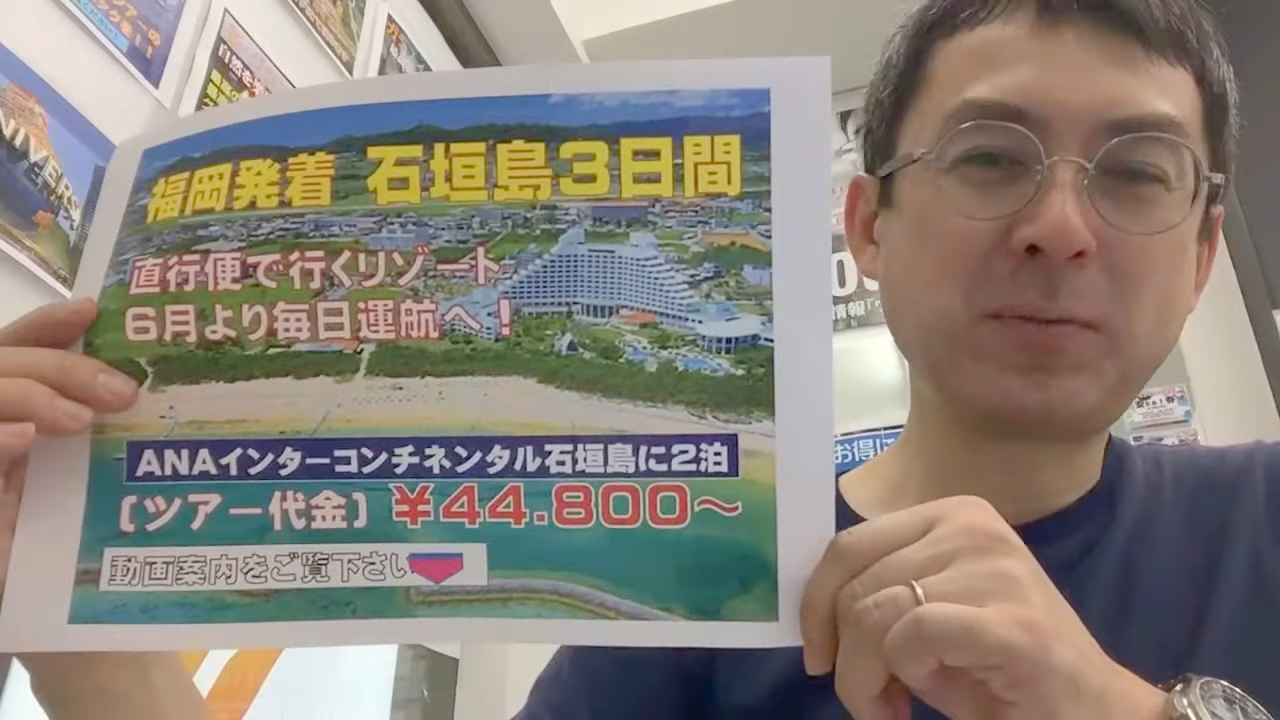 福岡発着 石垣島3日間
直行便で行くリゾート
6月より毎日運航へ!
ANAインターコンチネンタル石垣島に2泊
[ツアー代金] ¥44.800～
動画案内をご覧下さい
お得に